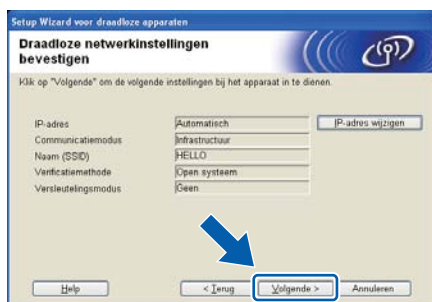 Setup Wizard voor draadloze apparaten
Draadloze netwerkinstellingen
bevestigen
Klik op "Volgende" om de volgende instellingen bij het apparaat in te dienen.
IP-adres Automatisch IP-adres wijzigen
Communicatiemodus Infrastructuur
Naam (SSID) HELLO
Verificatiemethode Open systeem
Versleutelingsmodus Geen
Help < Terug Volgende > Annuleren